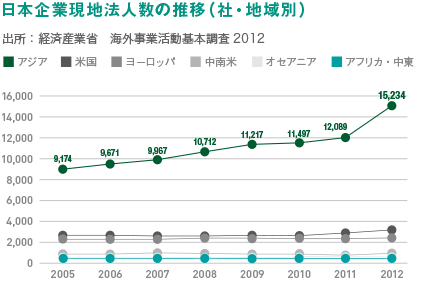 日本企業現地法人数の推移（社・地域別）
出所：経済産業省　海外事業活動基本調査 2012
アジア 米国 ヨーロッパ 中南米 オセアニア アフリカ・中東
16,000
14,000
12,000
10,000
8,000
6,000
4,000
2,000
0
9,174 9,671 9,967 10,712 11,217 11,497 12,089 15,234
2005 2006 2007 2008 2009 2010 2011 2012